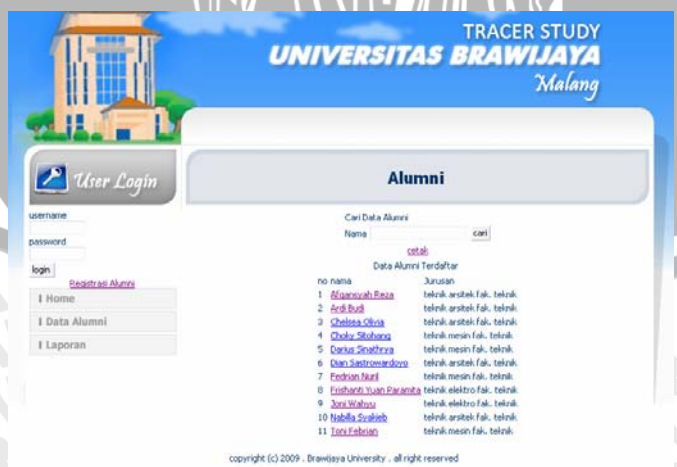 TRACER STUDY
UNIVERSITAS BRAWIJAYA
Malang
User Login
Alumni
username
password
login
Registrasi Alumni
Home
Data Alumni
Laporan
Cari Data Alumni
Nama cari
cetak
Data Alumni Terdaftar
no nama Jurusan
1 Afgansyah Reza teknik arsitek fak. teknik
2 Ardi Budi teknik arsitek fak. teknik
3 Chelsea Olivia teknik arsitek fak. teknik
4 Choky Sitohang teknik mesin fak. teknik
5 Darius Sinathrya teknik mesin fak. teknik
6 Dian Sastrowardoyo teknik arsitek fak. teknik
7 Fedrian Nuril teknik mesin fak. teknik
8 Frishanti Yuan Paramita teknik elektro fak. teknik
9 Joni Wahyu teknik elektro fak. teknik
10 Nabilla Syakieb teknik arsitek fak. teknik
11 Toni Febrian teknik mesin fak. teknik
copyright (c) 2009 . Brawijaya University . all right reserved